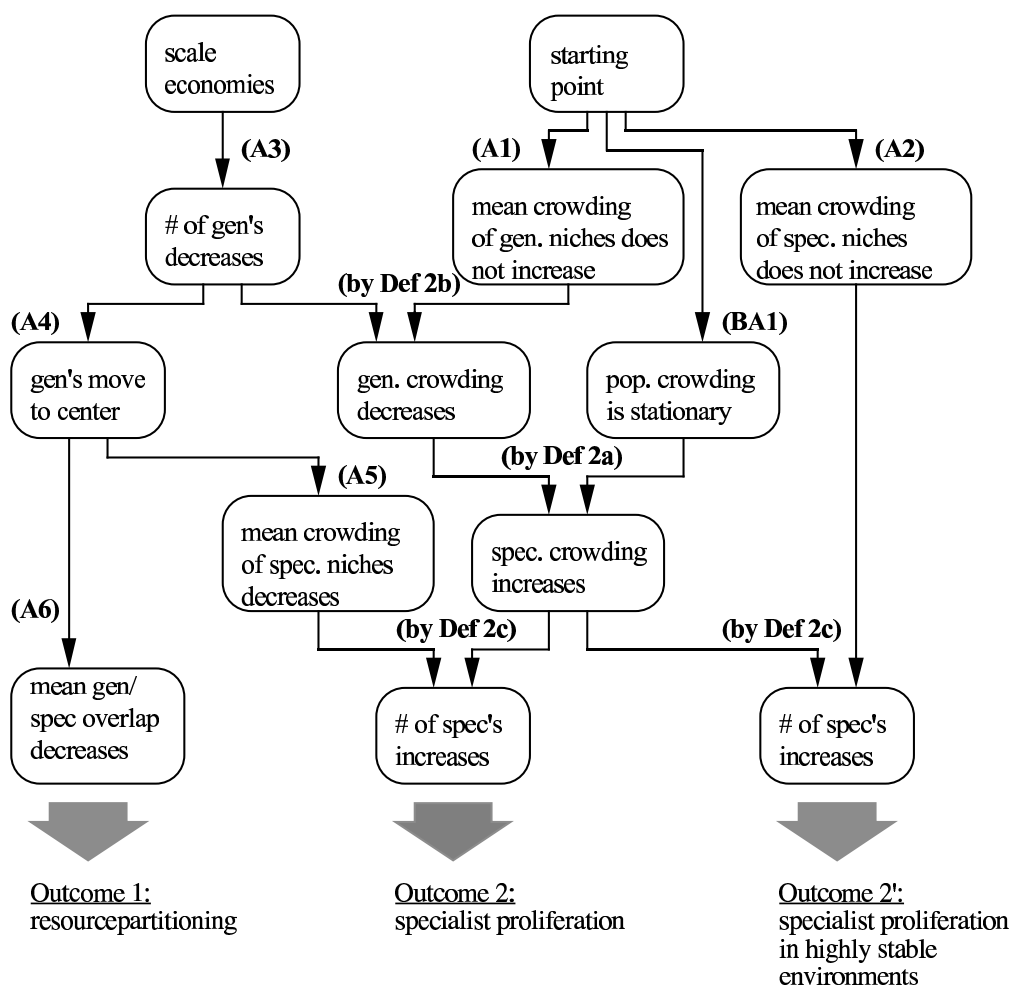 scale
economies
starting
point
(A3)
(A1)
(A2)
# of gen's
decreases
mean crowding
of gen. niches does
not increase
mean crowding
of spec. niches
does not increase
(by Def 2b)
(A4)
(BA1)
gen's move
to center
gen. crowding
decreases
pop. crowding
is stationary
(by Def 2a)
(A5)
mean crowding
of spec. niches
decreases
spec. crowding
increases
(A6)
(by Def 2c)
(by Def 2c)
mean gen/
spec overlap
decreases
# of spec's
increases
# of spec's
increases
Outcome 1:
resourcepartitioning
Outcome 2:
specialist proliferation
Outcome 2':
specialist proliferation
in highly stable
environments